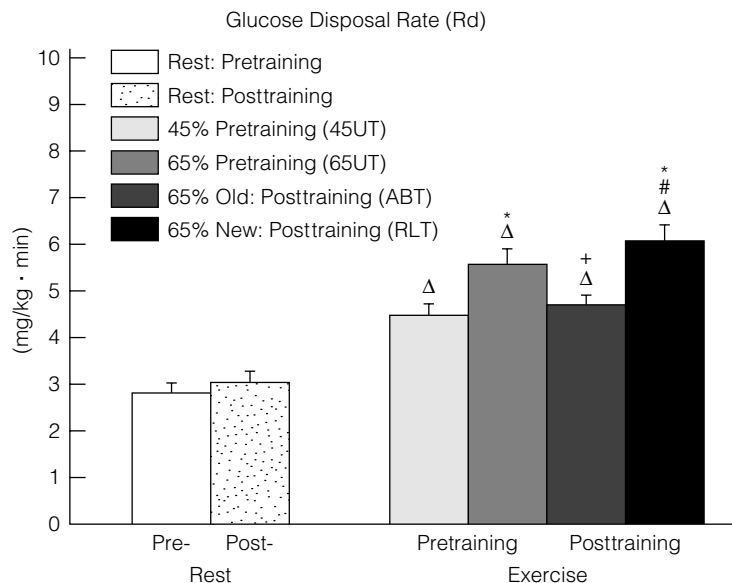 Glucose Disposal Rate (Rd)
(mg/kg · min)
10
9
8
7
6
5
4
3
2
1
0
Rest: Pretraining
Rest: Posttraining
45% Pretraining (45UT)
65% Pretraining (65UT)
65% Old: Posttraining (ABT)
65% New: Posttraining (RLT)
Δ
*
Δ
+
Δ
*
#
Δ
Pre- Post- Pretraining Posttraining
Rest Exercise